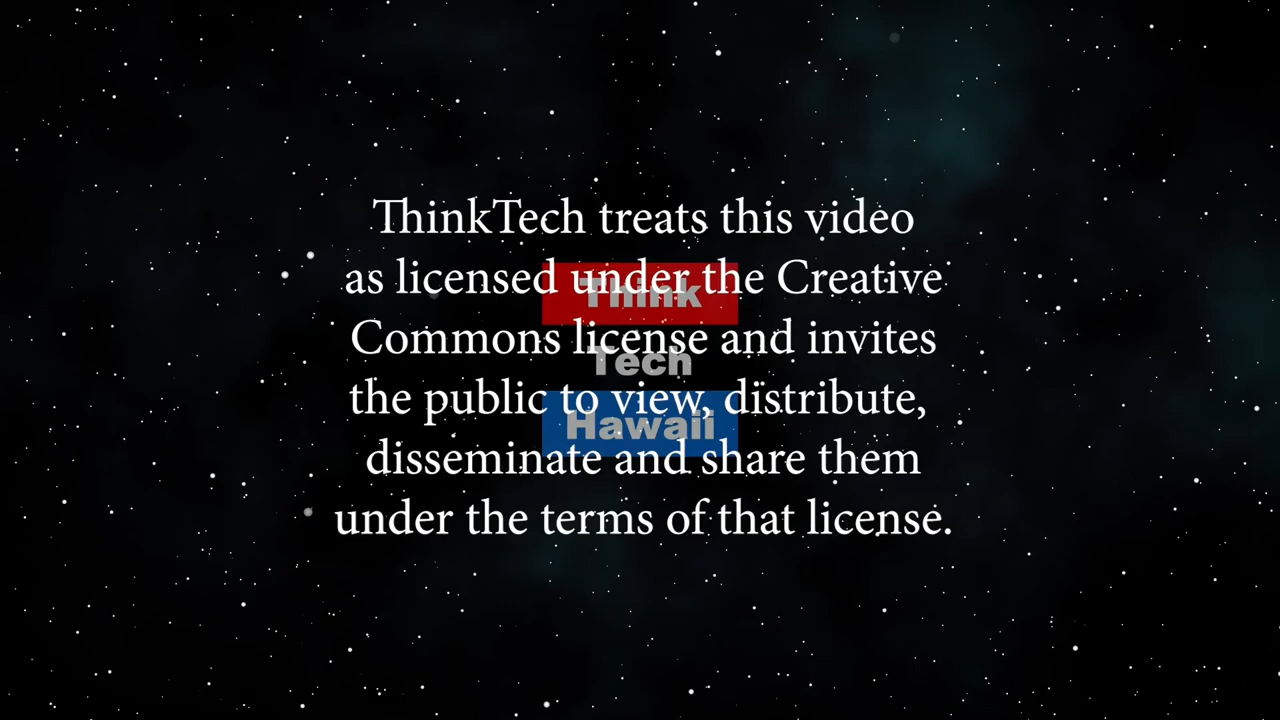 ThinkTech treats this video
as licensed under the Creative
Commons license and invites
the public to view, distribute,
disseminate and share them
under the terms of that license.
Think
Tech
Hawaii